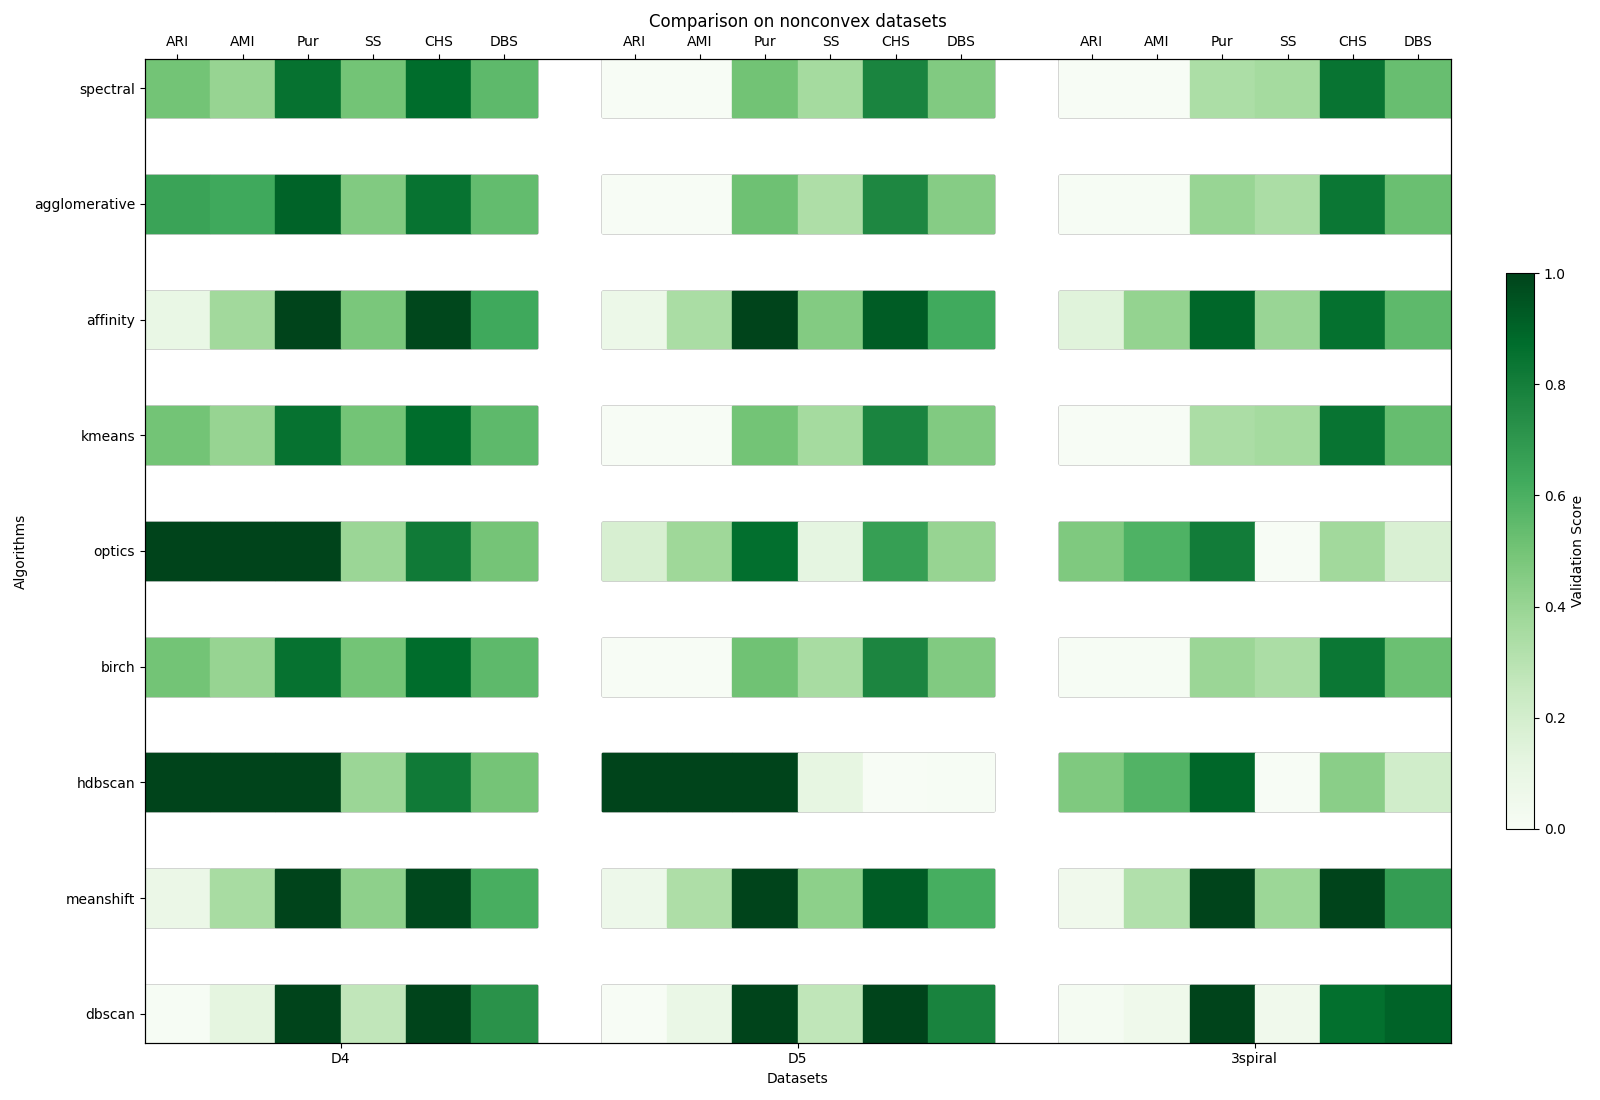 Comparison on nonconvex datasets
ARI AMI Pur SS CHS DBS ARI AMI Pur SS CHS DBS ARI AMI Pur SS CHS DBS
spectral
agglomerative
affinity
kmeans
optics
birch
hdbscan
meanshift
dbscan
Algorithms
D4 D5 3spiral
Datasets
1.0
0.8
0.6
0.4
0.2
0.0
Validation Score